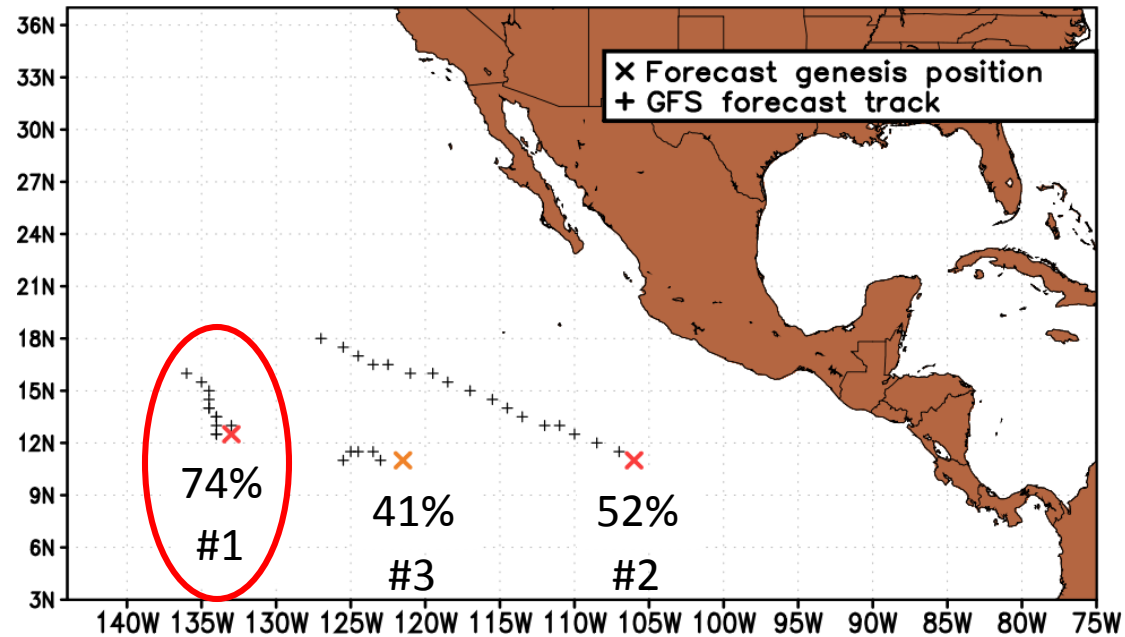 36N
33N
30N
27N
24N
21N
18N
15N
12N
9N
6N
3N
× Forecast genesis position
+ GFS forecast track
74%
#1
41%
#3
52%
#2
140W 135W 130W 125W 120W 115W 110W 105W 100W 95W 90W 85W 80W 75W